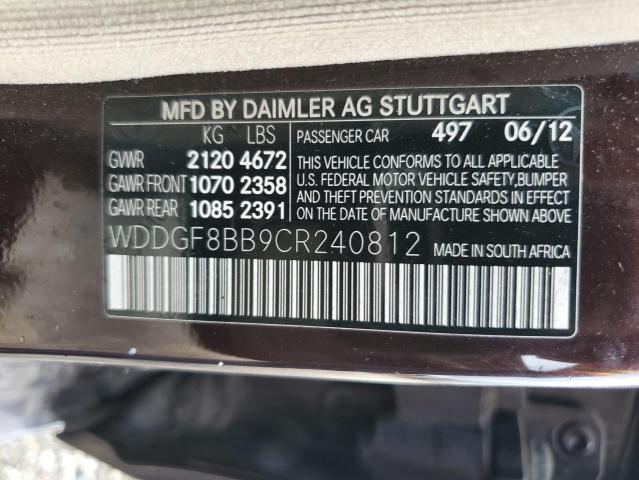 MFD BY DAIMLER AG STUTTGART
KG LBS PASSENGER CAR 497 06/12
GVWR 2120 4672
GAWR FRONT 1070 2358
GAWR REAR 1085 2391
THIS VEHICLE CONFORMS TO ALL APPLICABLE
U.S. FEDERAL MOTOR VEHICLE SAFETY,BUMPER
AND THEFT PREVENTION STANDARDS IN EFFECT
ON THE DATE OF MANUFACTURE SHOWN ABOVE.
WDDGF8BB9CR240812 MADE IN SOUTH AFRICA